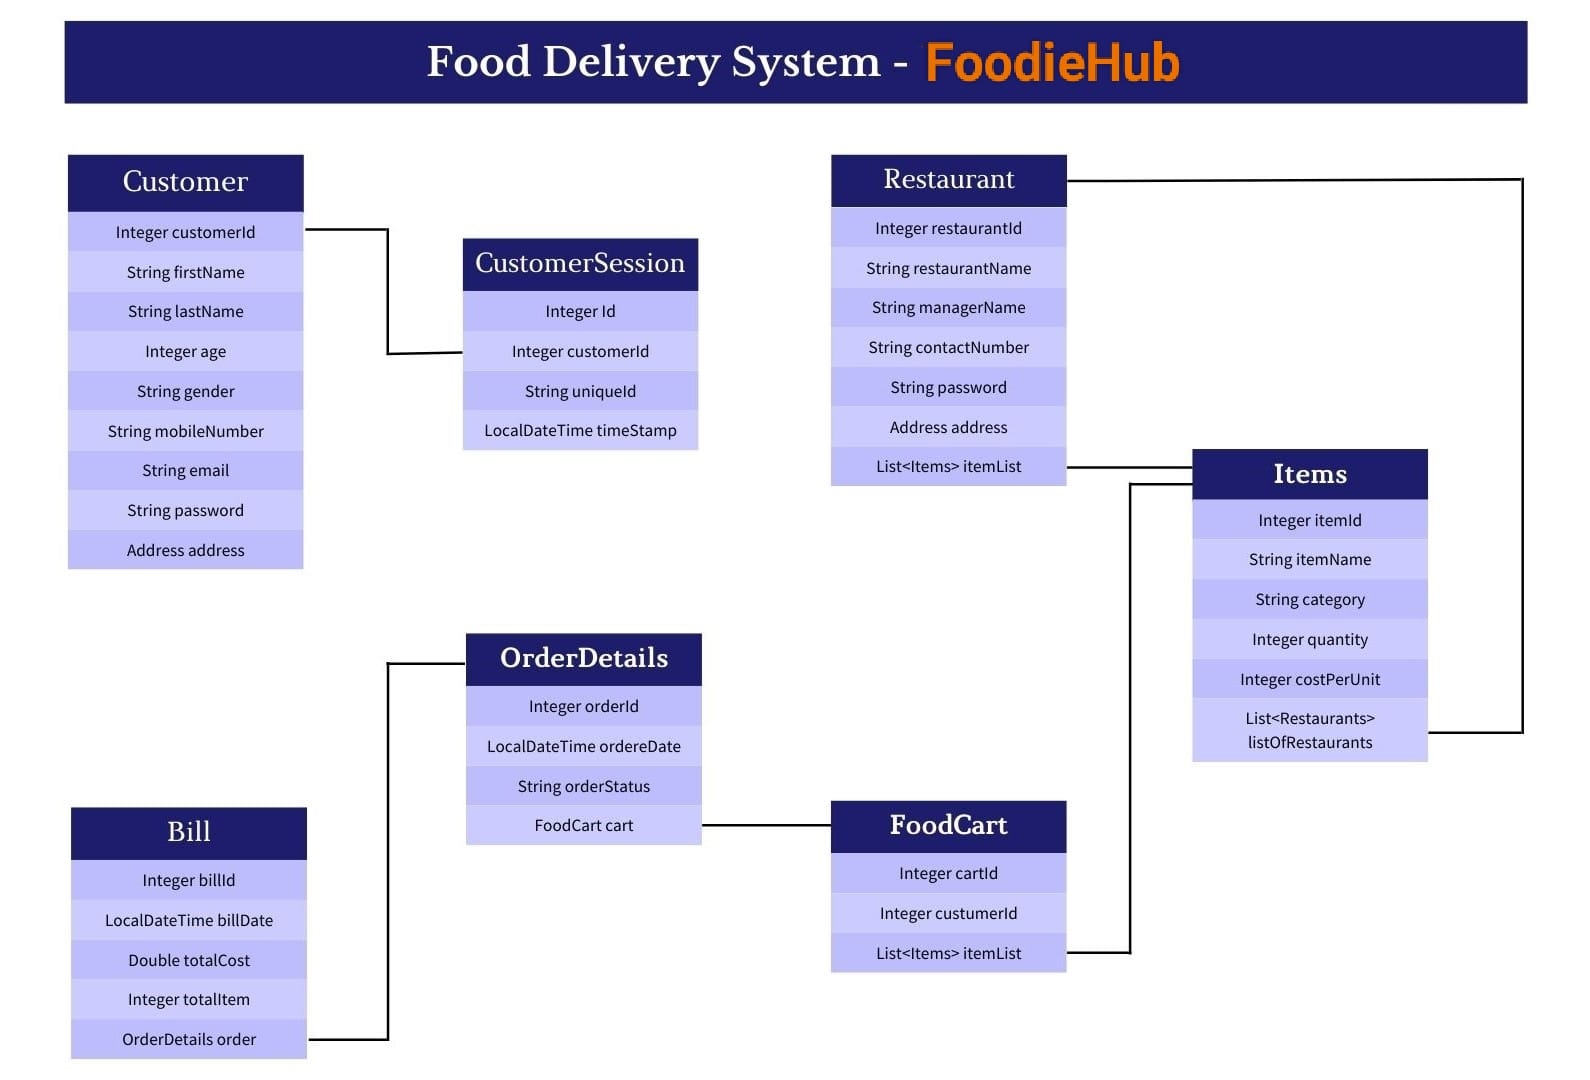 Food Delivery System - FoodieHub
Customer
Integer customerId
String firstName
String lastName
Integer age
String gender
String mobileNumber
String email
String password
Address address
CustomerSession
Integer Id
Integer customerId
String uniqueId
LocalDateTime timeStamp
Restaurant
Integer restaurantId
String restaurantName
String managerName
String contactNumber
String password
Address address
List<Items> itemList
Items
Integer itemId
String itemName
String category
Integer quantity
Integer costPerUnit
List<Restaurants>
listOfRestaurants
OrderDetails
Integer orderId
LocalDateTime ordereDate
String orderStatus
FoodCart cart
Bill
Integer billId
LocalDateTime billDate
Double totalCost
Integer totalItem
OrderDetails order
FoodCart
Integer cartId
Integer custumerId
List<Items> itemList